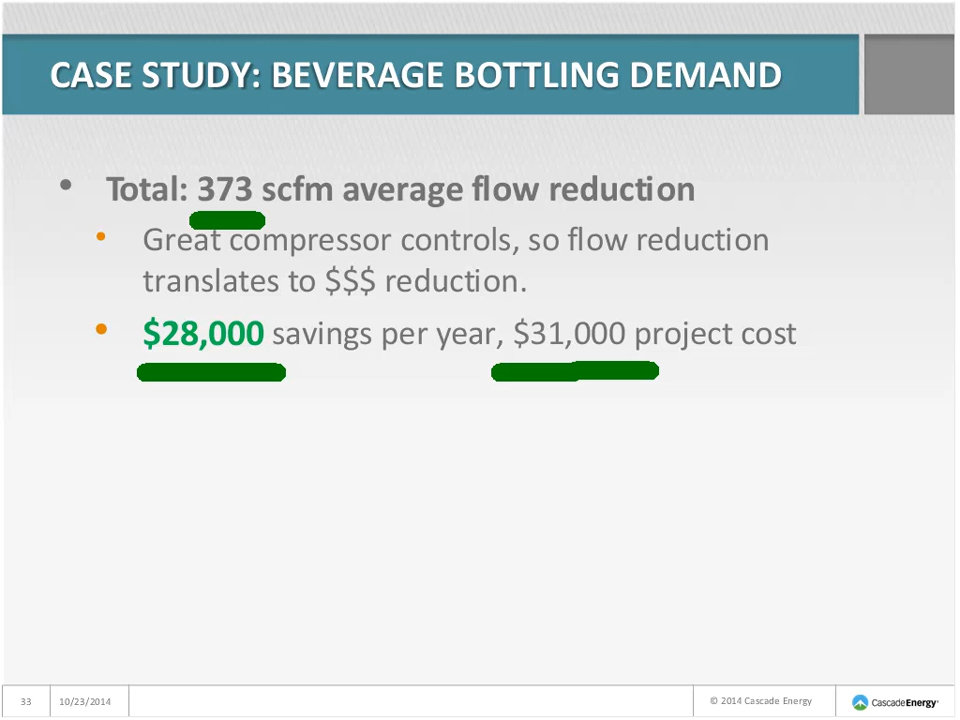 CASE STUDY: BEVERAGE BOTTLING DEMAND
• Total: 373 scfm average flow reduction
• Great compressor controls, so flow reduction
translates to $$$ reduction.
• $28,000 savings per year, $31,000 project cost
33 10/23/2014 © 2014 Cascade Energy CascadeEnergy